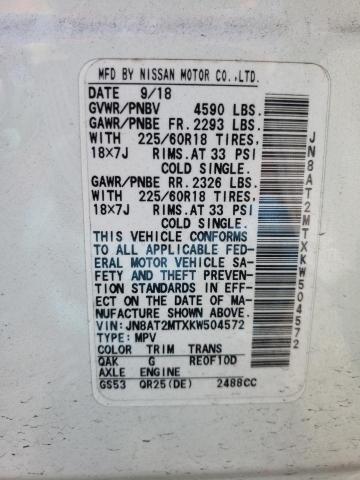 MFD BY NISSAN MOTOR CO.,LTD.
DATE 9/18
GVWR/PNBV 4590 LBS.
GAWR/PNBE FR. 2293 LBS.
WITH 225/60R18 TIRES,
18X7J RIMS.AT 33 PSI
COLD SINGLE.
GAWR/PNBE RR. 2326 LBS.
WITH 225/60R18 TIRES,
18X7J RIMS.AT 33 PSI
COLD SINGLE.
THIS VEHICLE CONFORMS
TO ALL APPLICABLE FED-
ERAL MOTOR VEHICLE SA-
FETY AND THEFT PREVEN-
TION STANDARDS IN EFF-
ECT ON THE DATE OF MA-
NUFACTURE SHOWN ABOVE.
VIN: JN8AT2MTXKW504572
TYPE: MPV
COLOR TRIM TRANS
QAK G RE0F10D
AXLE ENGINE
GS53 QR25(DE) 2488CC
JN8AT2MTXKW504572